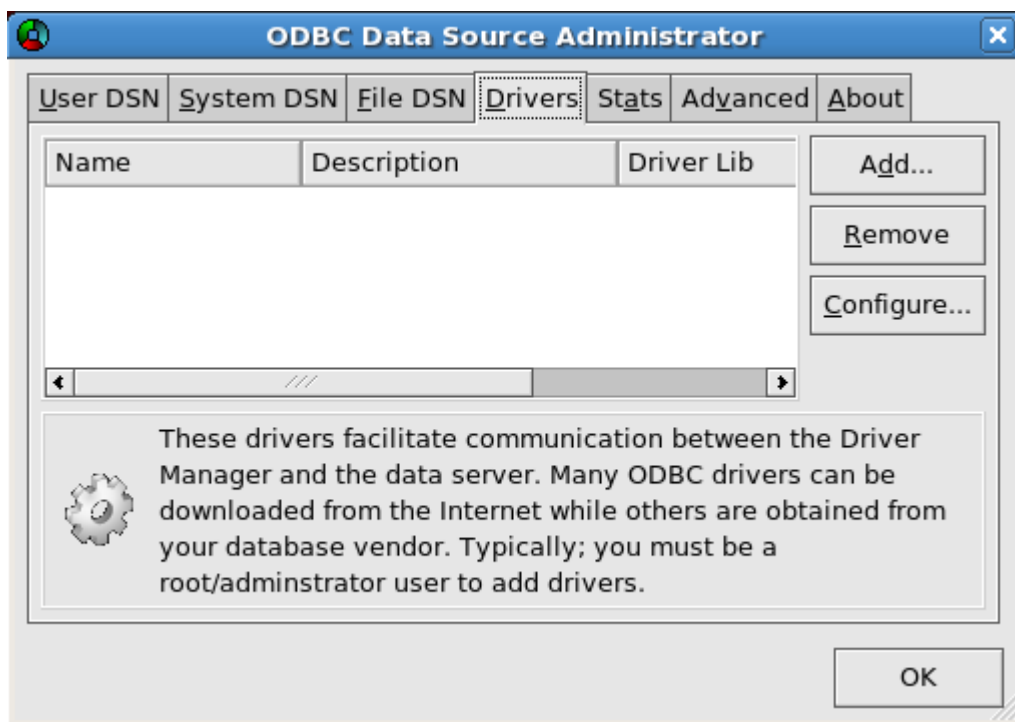 ODBC Data Source Administrator
User DSN System DSN File DSN Drivers Stats Advanced About
Name Description Driver Lib
Add...
Remove
Configure...
These drivers facilitate communication between the Driver
Manager and the data server. Many ODBC drivers can be
downloaded from the Internet while others are obtained from
your database vendor. Typically; you must be a
root/adminstrator user to add drivers.
OK